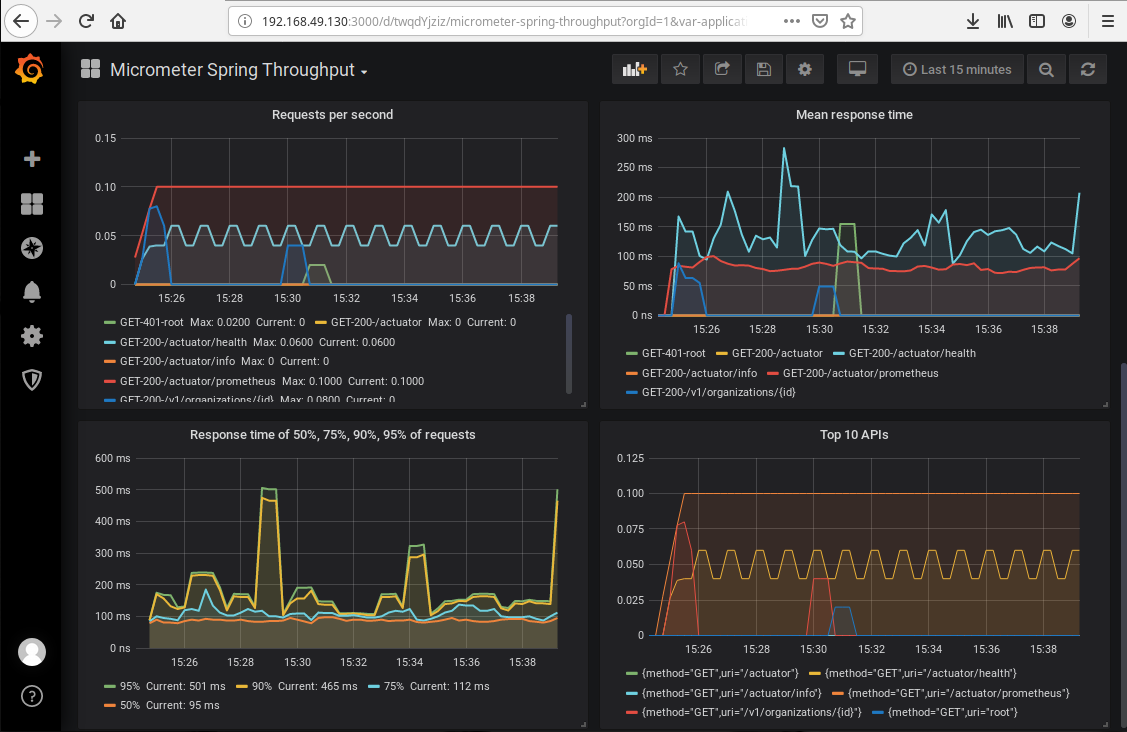 192.168.49.130:3000/d/twqdYjziz/micrometer-spring-throughput?orgId=1&var-applicati
Micrometer Spring Throughput
Last 15 minutes
Requests per second
0.15
0.10
0.05
0
15:26 15:28 15:30 15:32 15:34 15:36 15:38
GET-401-root Max: 0.0200 Current: 0 GET-200-/actuator Max: 0 Current: 0
GET-200-/actuator/health Max: 0.0600 Current: 0.0600
GET-200-/actuator/info Max: 0 Current: 0
GET-200-/actuator/prometheus Max: 0.1000 Current: 0.1000
GET-200-/v1/organizations/{id} Max: 0.0800 Current: 0
Mean response time
300 ms
250 ms
200 ms
150 ms
100 ms
50 ms
0 ns
15:26 15:28 15:30 15:32 15:34 15:36 15:38
GET-401-root GET-200-/actuator GET-200-/actuator/health
GET-200-/actuator/info GET-200-/actuator/prometheus
GET-200-/v1/organizations/{id}
Response time of 50%, 75%, 90%, 95% of requests
600 ms
500 ms
400 ms
300 ms
200 ms
100 ms
0 ns
15:26 15:28 15:30 15:32 15:34 15:36 15:38
95% Current: 501 ms 90% Current: 465 ms 75% Current: 112 ms
50% Current: 95 ms
Top 10 APIs
0.125
0.100
0.075
0.050
0.025
0
15:26 15:28 15:30 15:32 15:34 15:36 15:38
{method="GET",uri="/actuator"} {method="GET",uri="/actuator/health"}
{method="GET",uri="/actuator/info"} {method="GET",uri="/actuator/prometheus"}
{method="GET",uri="/v1/organizations/{id}"} {method="GET",uri="root"}